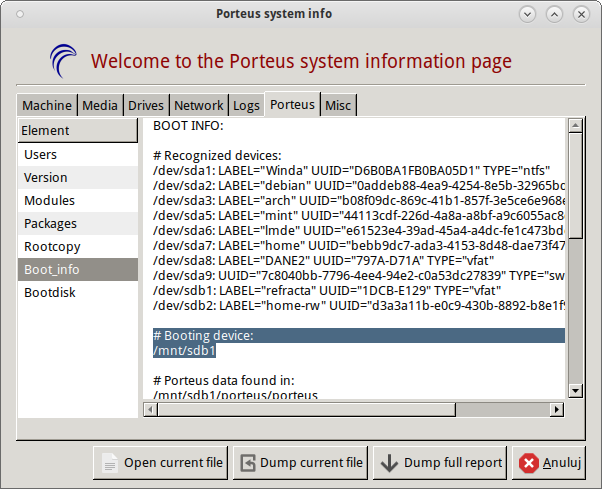 Porteus system info
Welcome to the Porteus system information page
Machine Media Drives Network Logs Porteus Misc
Element
Users
Version
Modules
Packages
Rootcopy
Boot_info
Bootdisk
BOOT INFO:
# Recognized devices:
/dev/sda1: LABEL="Winda" UUID="D6B0BA1FB0BA05D1" TYPE="ntfs"
/dev/sda2: LABEL="debian" UUID="0addeb88-4ea9-4254-8e5b-32965bd
/dev/sda3: LABEL="arch" UUID="b08f09dc-869c-41b1-857f-3e5ce6e968e
/dev/sda5: LABEL="mint" UUID="44113cdf-226d-4a8a-a8bf-a9c6055ac8
/dev/sda6: LABEL="lmde" UUID="e61523e4-39ad-45a4-a4dc-fe1c473bd
/dev/sda7: LABEL="home" UUID="bebb9dc7-ada3-4153-8d48-dae73f47
/dev/sda8: LABEL="DANE2" UUID="797A-D71A" TYPE="vfat"
/dev/sda9: UUID="7c8040bb-7796-4ee4-94e2-c0a53dc27839" TYPE="sw
/dev/sdb1: LABEL="refracta" UUID="1DCB-E129" TYPE="vfat"
/dev/sdb2: LABEL="home-rw" UUID="d3a3a11b-e0c9-430b-8892-b8e1f9
# Booting device:
/mnt/sdb1
# Porteus data found in:
/mnt/sdb1/porteus/porteus
Open current file Dump current file Dump full report Anuluj